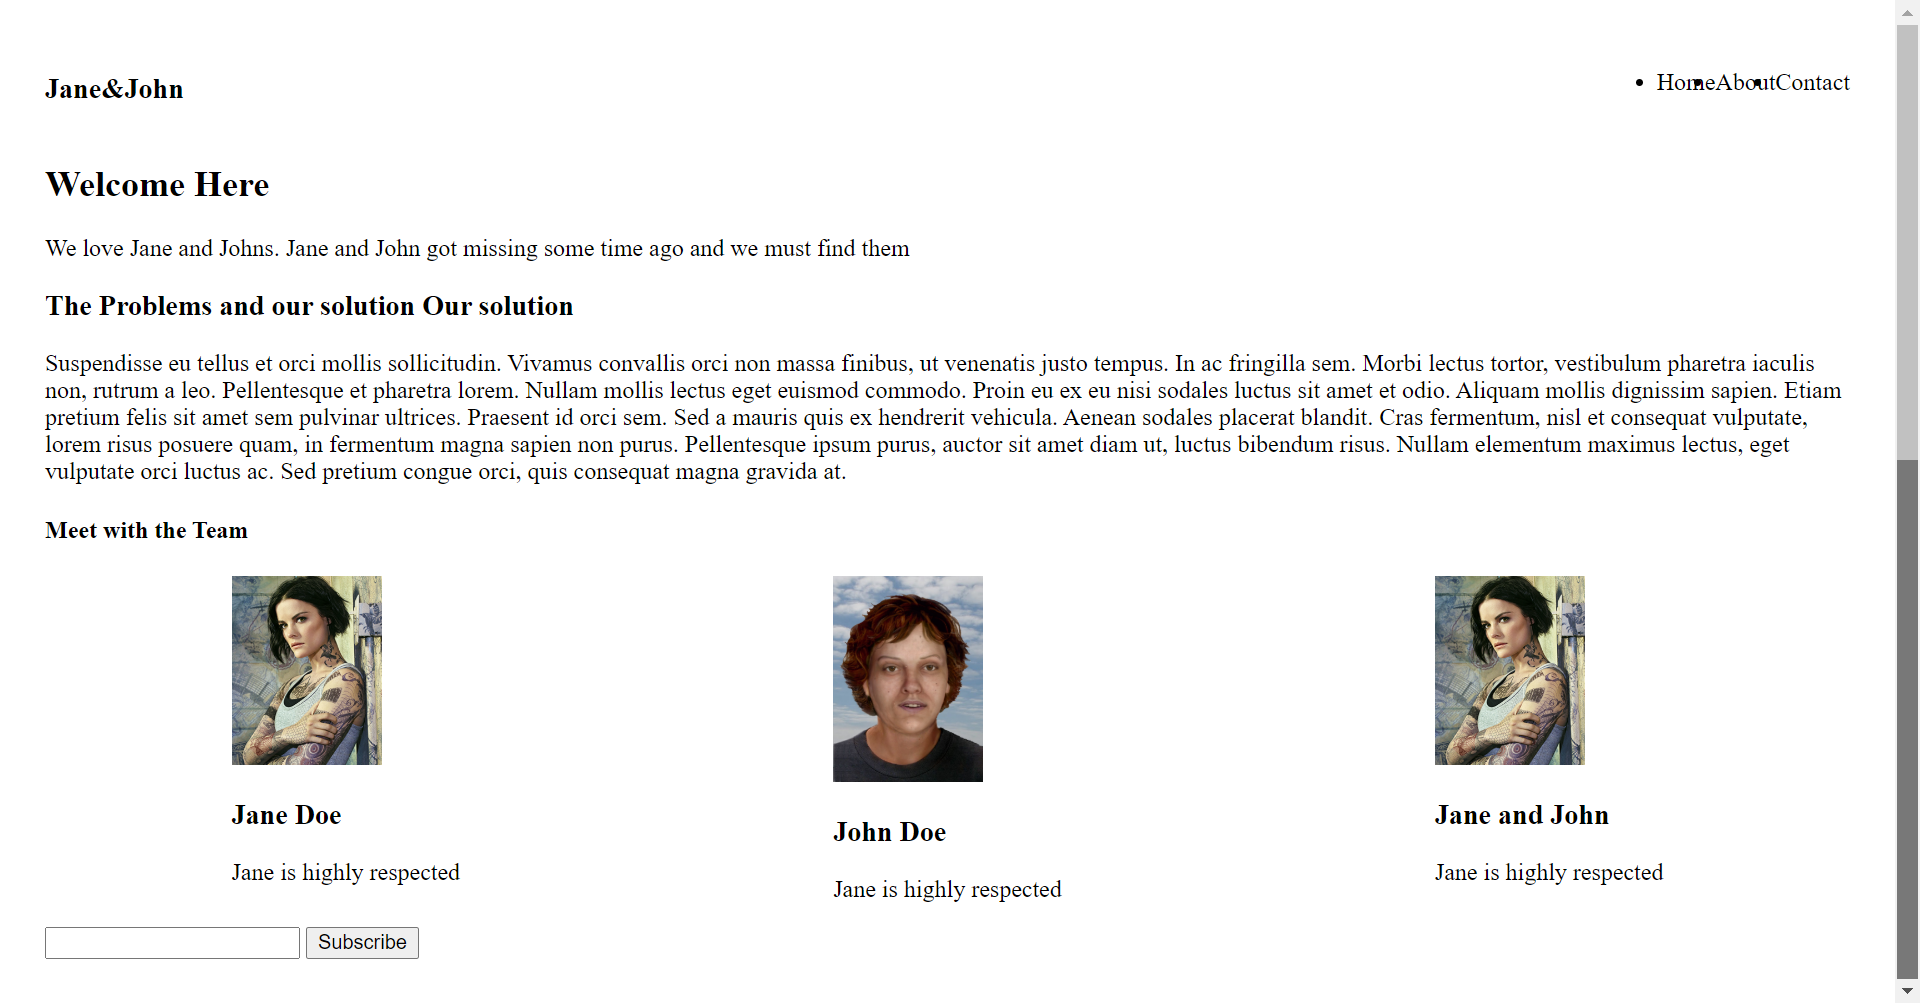 Jane&John
HomeAboutContact
Welcome Here
We love Jane and Johns. Jane and John got missing some time ago and we must find them
The Problems and our solution Our solution
Suspendisse eu tellus et orci mollis sollicitudin. Vivamus convallis orci non massa finibus, ut venenatis justo tempus. In ac fringilla sem. Morbi lectus tortor, vestibulum pharetra iaculis
non, rutrum a leo. Pellentesque et pharetra lorem. Nullam mollis lectus eget euismod commodo. Proin eu ex eu nisi sodales luctus sit amet et odio. Aliquam mollis dignissim sapien. Etiam
pretium felis sit amet sem pulvinar ultrices. Praesent id orci sem. Sed a mauris quis ex hendrerit vehicula. Aenean sodales placerat blandit. Cras fermentum, nisl et consequat vulputate,
lorem risus posuere quam, in fermentum magna sapien non purus. Pellentesque ipsum purus, auctor sit amet diam ut, luctus bibendum risus. Nullam elementum maximus lectus, eget
vulputate orci luctus ac. Sed pretium congue orci, quis consequat magna gravida at.
Meet with the Team
Jane Doe
Jane is highly respected
John Doe
Jane is highly respected
Jane and John
Jane is highly respected
Subscribe